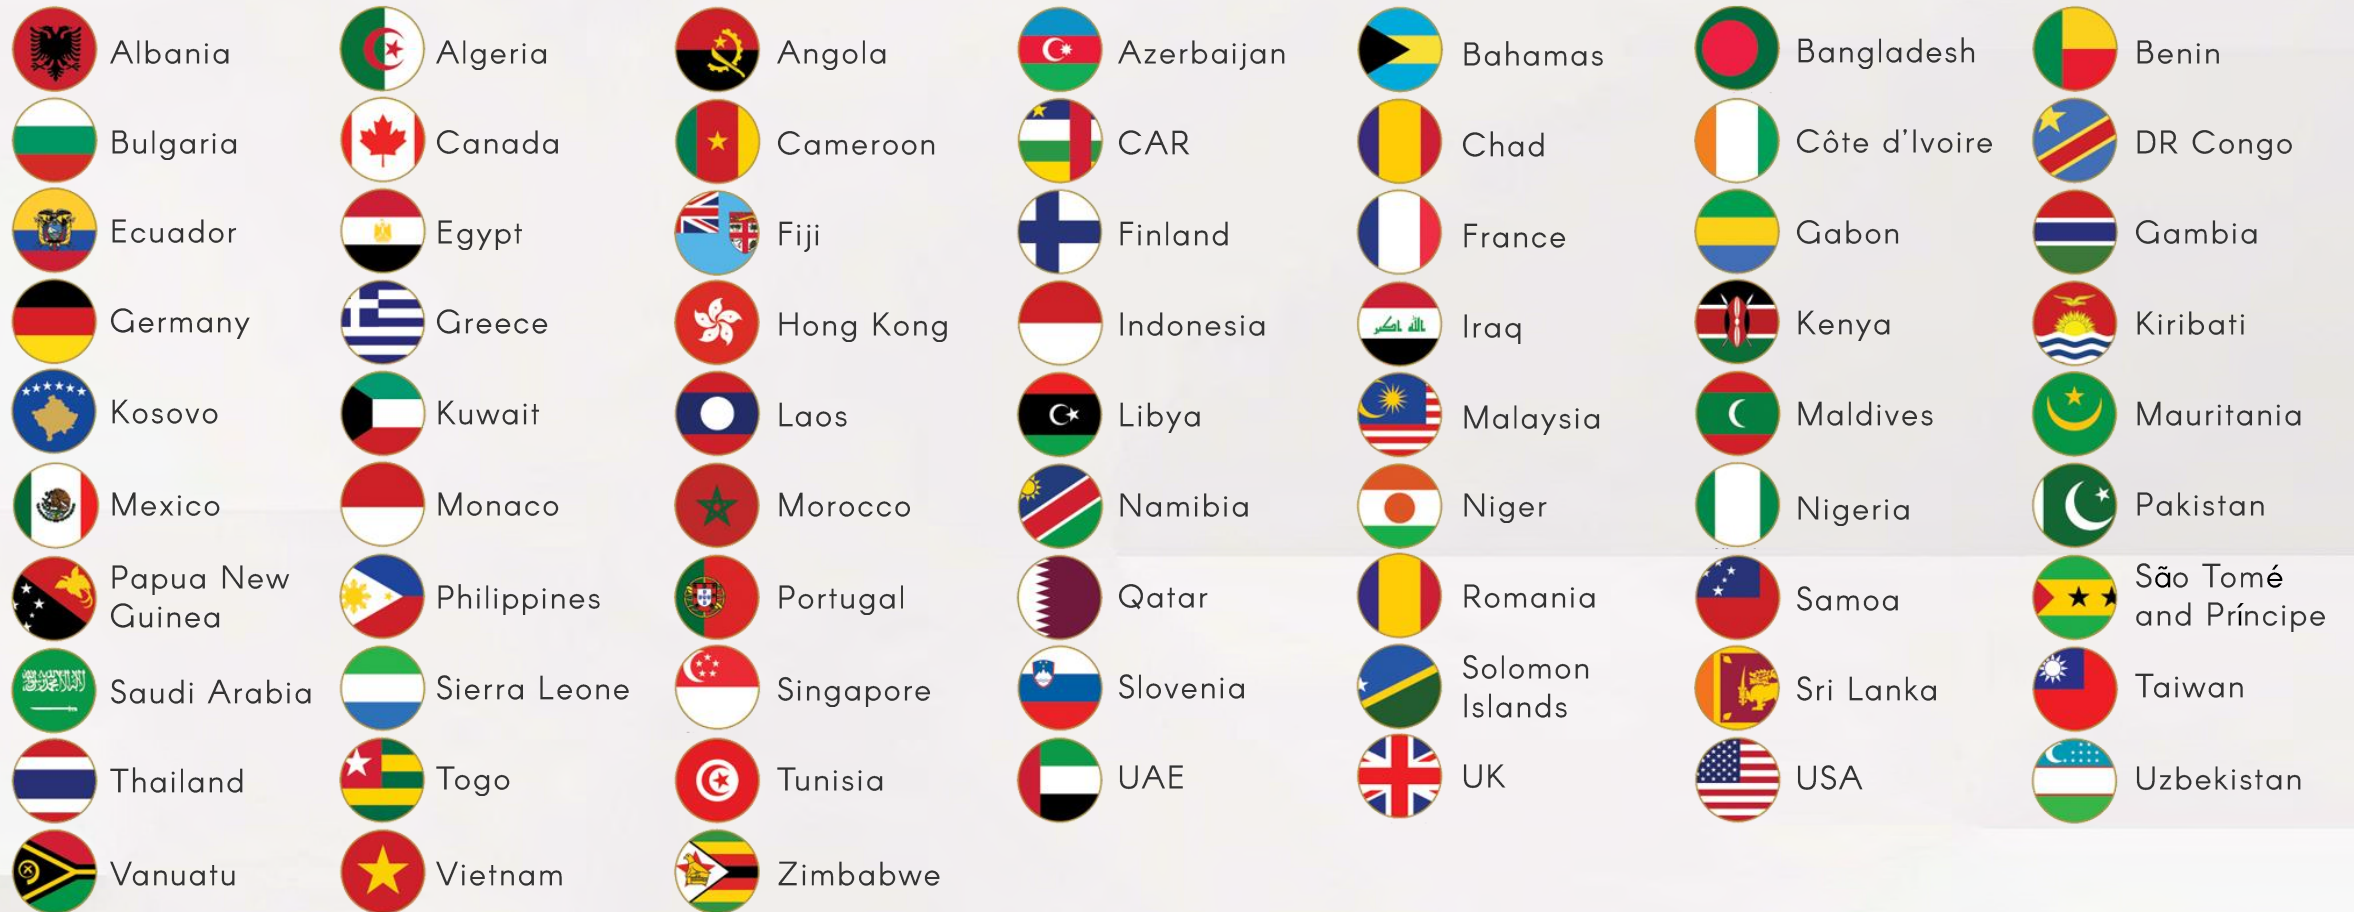 Albania
Algeria
Angola
Azerbaijan
Bahamas
Bangladesh
Benin
Bulgaria
Canada
Cameroon
CAR
Chad
Côte d'Ivoire
DR Congo
Ecuador
Egypt
Fiji
Finland
France
Gabon
Gambia
Germany
Greece
Hong Kong
Indonesia
الله اكبر
Iraq
Kenya
Kiribati
Kosovo
Kuwait
Laos
Libya
Malaysia
Maldives
Mauritania
Mexico
Monaco
Morocco
Namibia
Niger
Nigeria
Pakistan
Papua New
Guinea
Philippines
Portugal
Qatar
Romania
Samoa
São Tomé
and Príncipe
Saudi Arabia
Sierra Leone
Singapore
Slovenia
Solomon
Islands
Sri Lanka
Taiwan
Thailand
Togo
Tunisia
UAE
UK
USA
Uzbekistan
Vanuatu
Vietnam
Zimbabwe